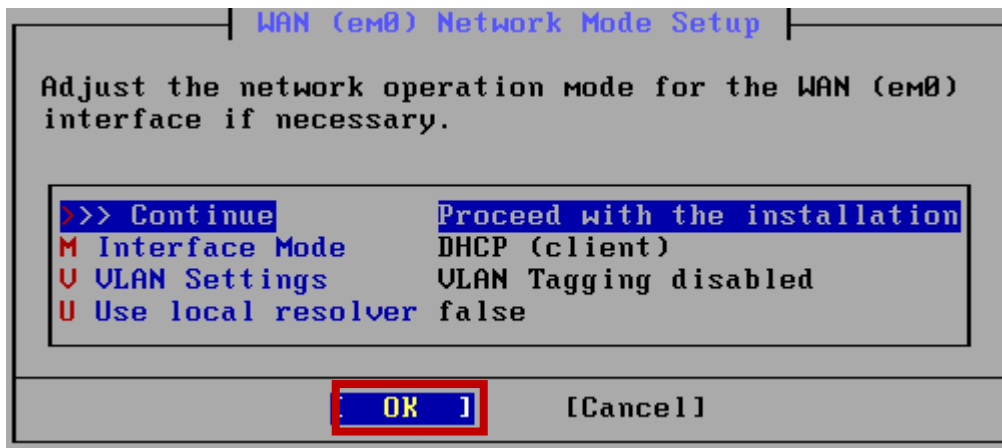 WAN (em0) Network Mode Setup
Adjust the network operation mode for the WAN (em0)
interface if necessary.
>>> Continue Proceed with the installation
M Interface Mode DHCP (client)
V VLAN Settings VLAN Tagging disabled
U Use local resolver false
[ OK ] [Cancel]